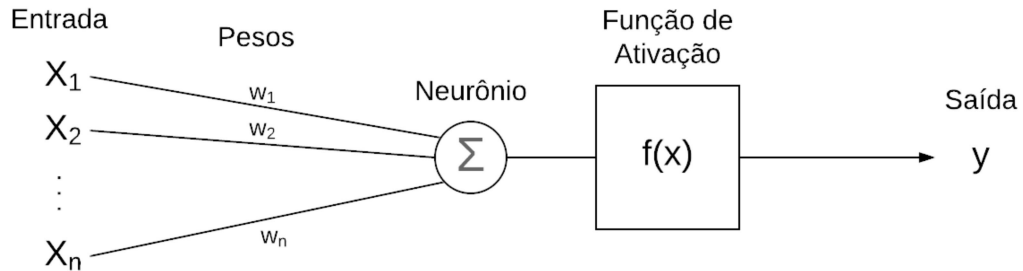 Entrada
Pesos
Função de
Ativação
X1
w1
Neurônio
Saída
X2
w2
Σ
f(x)
y
⋮
Xn
wn